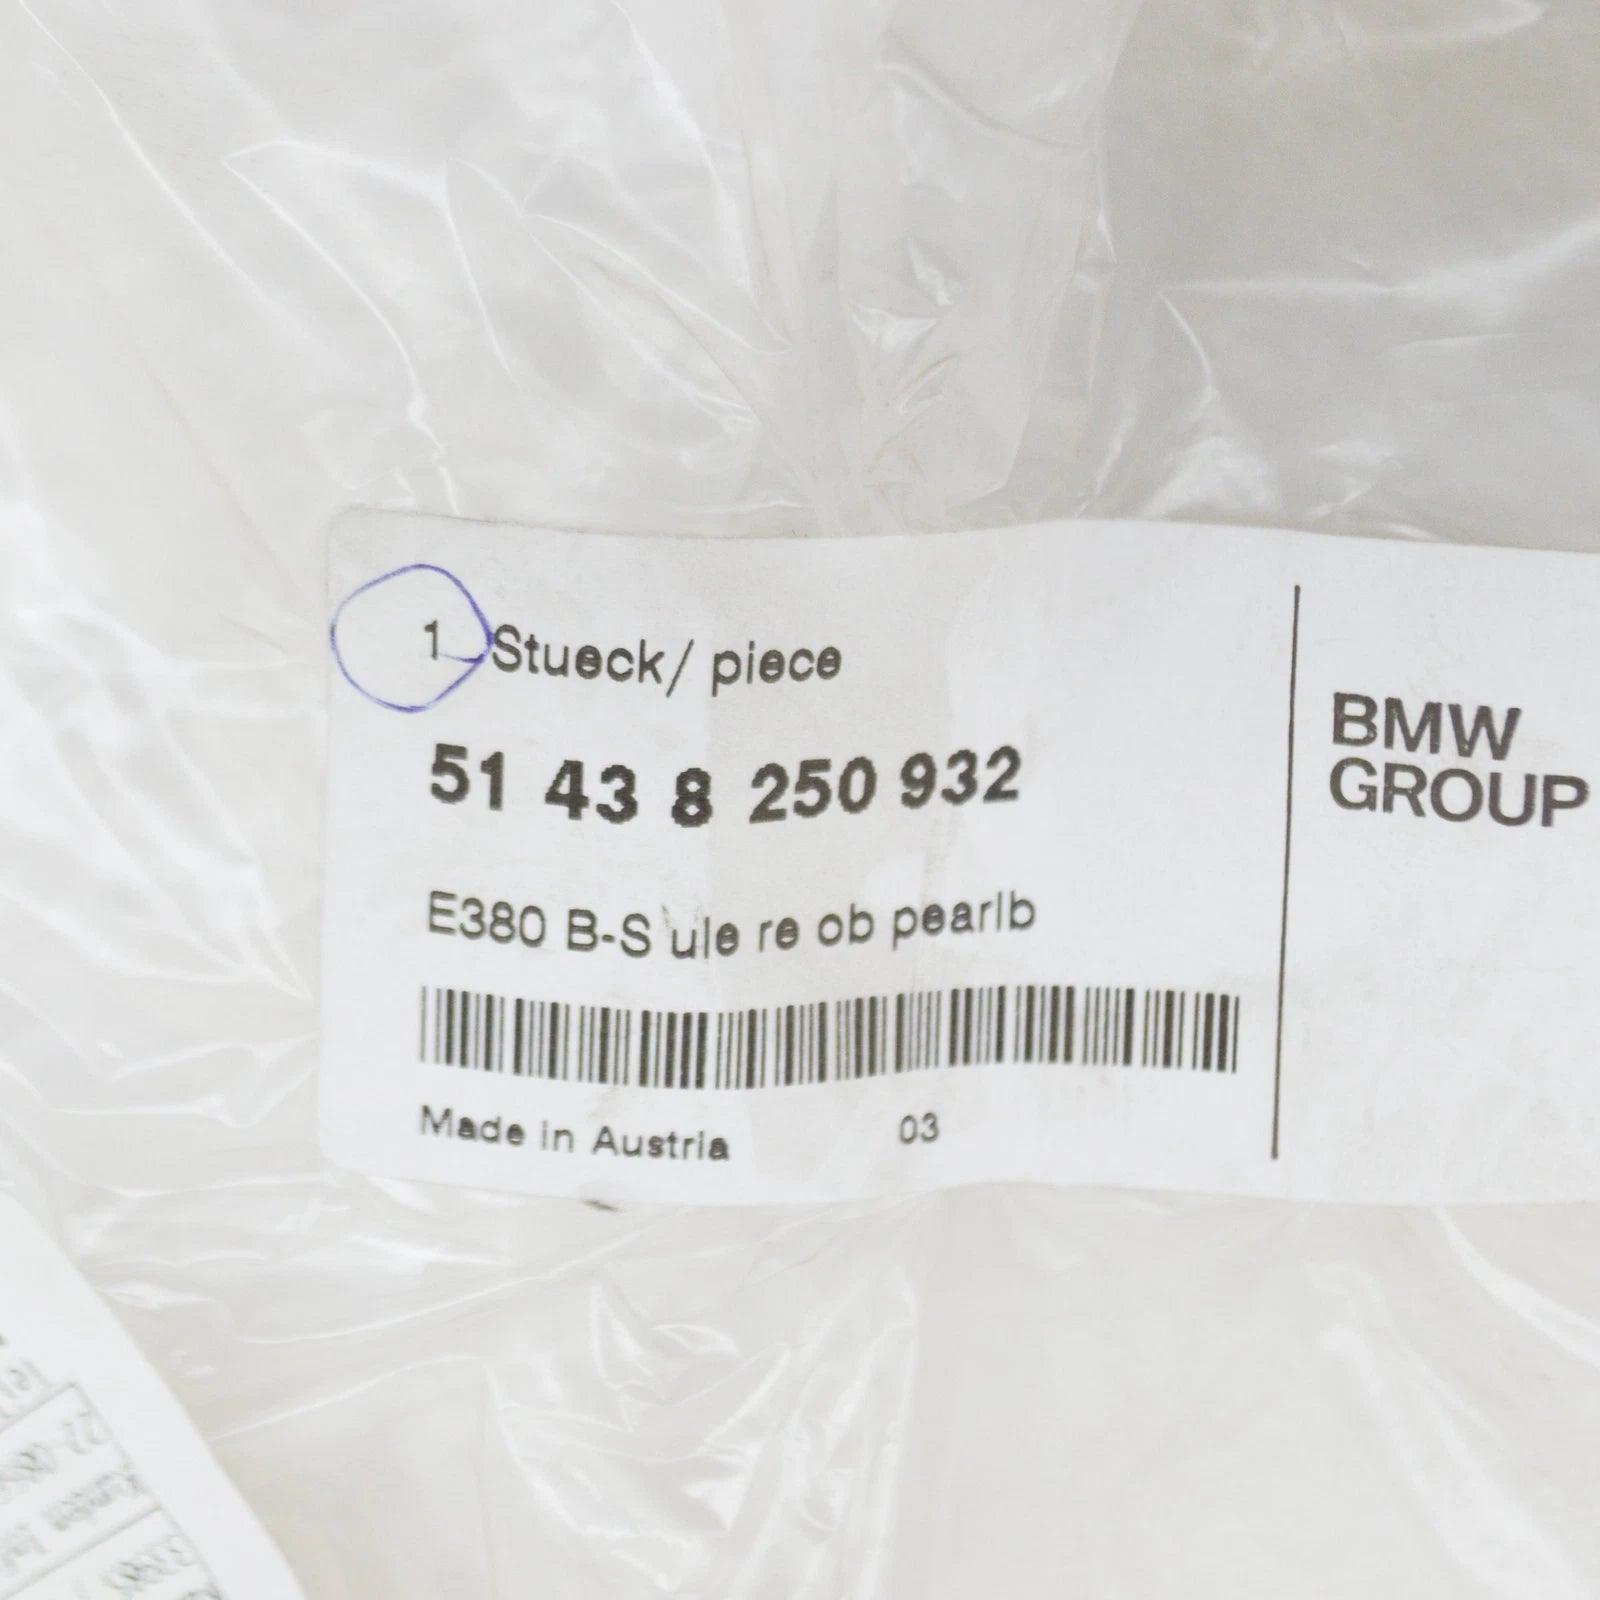 1 Stueck/ piece
51 43 8 250 932
E380 B-S ule re ob pearlb
Made in Austria 03
BMW
GROUP